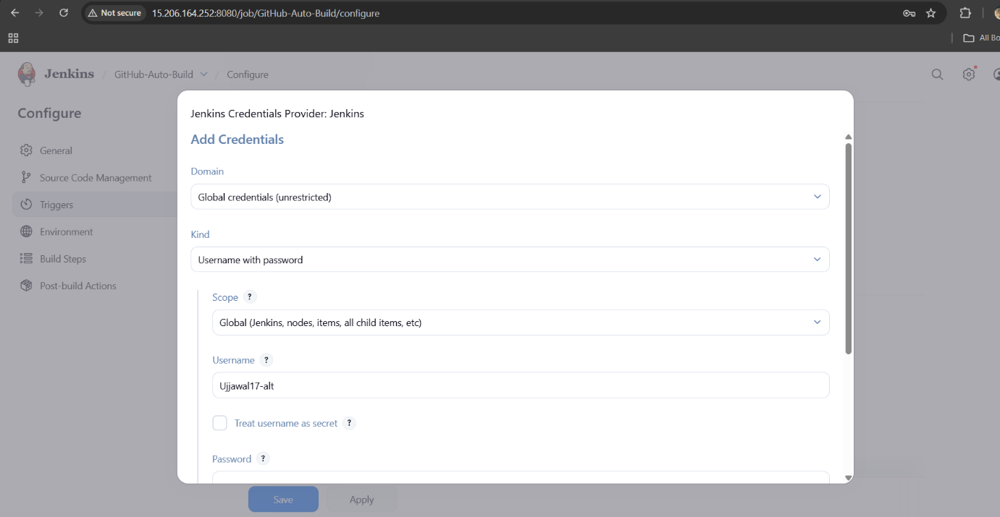 Not secure 15.206.164.252:8080/job/GitHub-Auto-Build/configure
All Bo
Jenkins / GitHub-Auto-Build / Configure
Configure
General
Source Code Management
Triggers
Environment
Build Steps
Post-build Actions
Jenkins Credentials Provider: Jenkins
Add Credentials
Domain
Global credentials (unrestricted)
Kind
Username with password
Scope ?
Global (Jenkins, nodes, items, all child items, etc)
Username ?
Ujjawal17-alt
Treat username as secret ?
Password ?
Save Apply